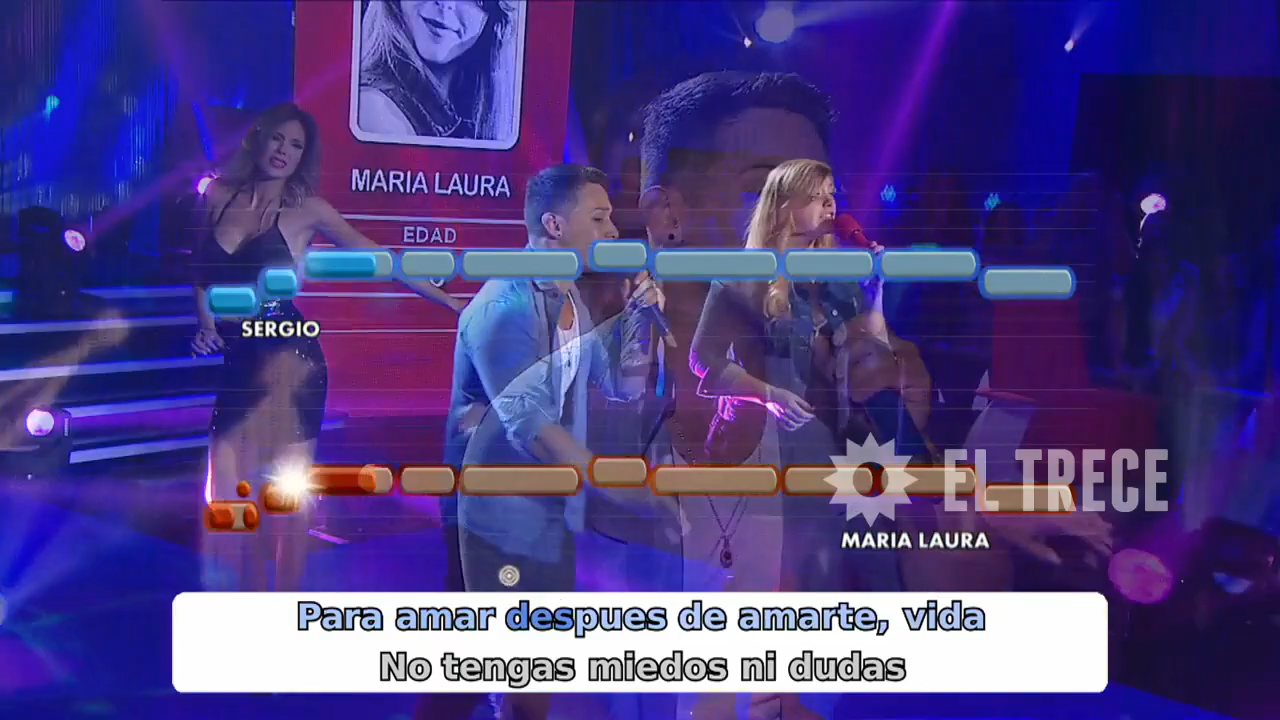 MARIA LAURA
EDAD
SERGIO
EL TRECE
MARIA LAURA
Para amar despues de amarte, vida
No tengas miedos ni dudas